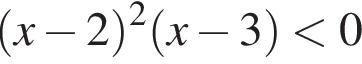 (x − 2)²(x − 3) < 0